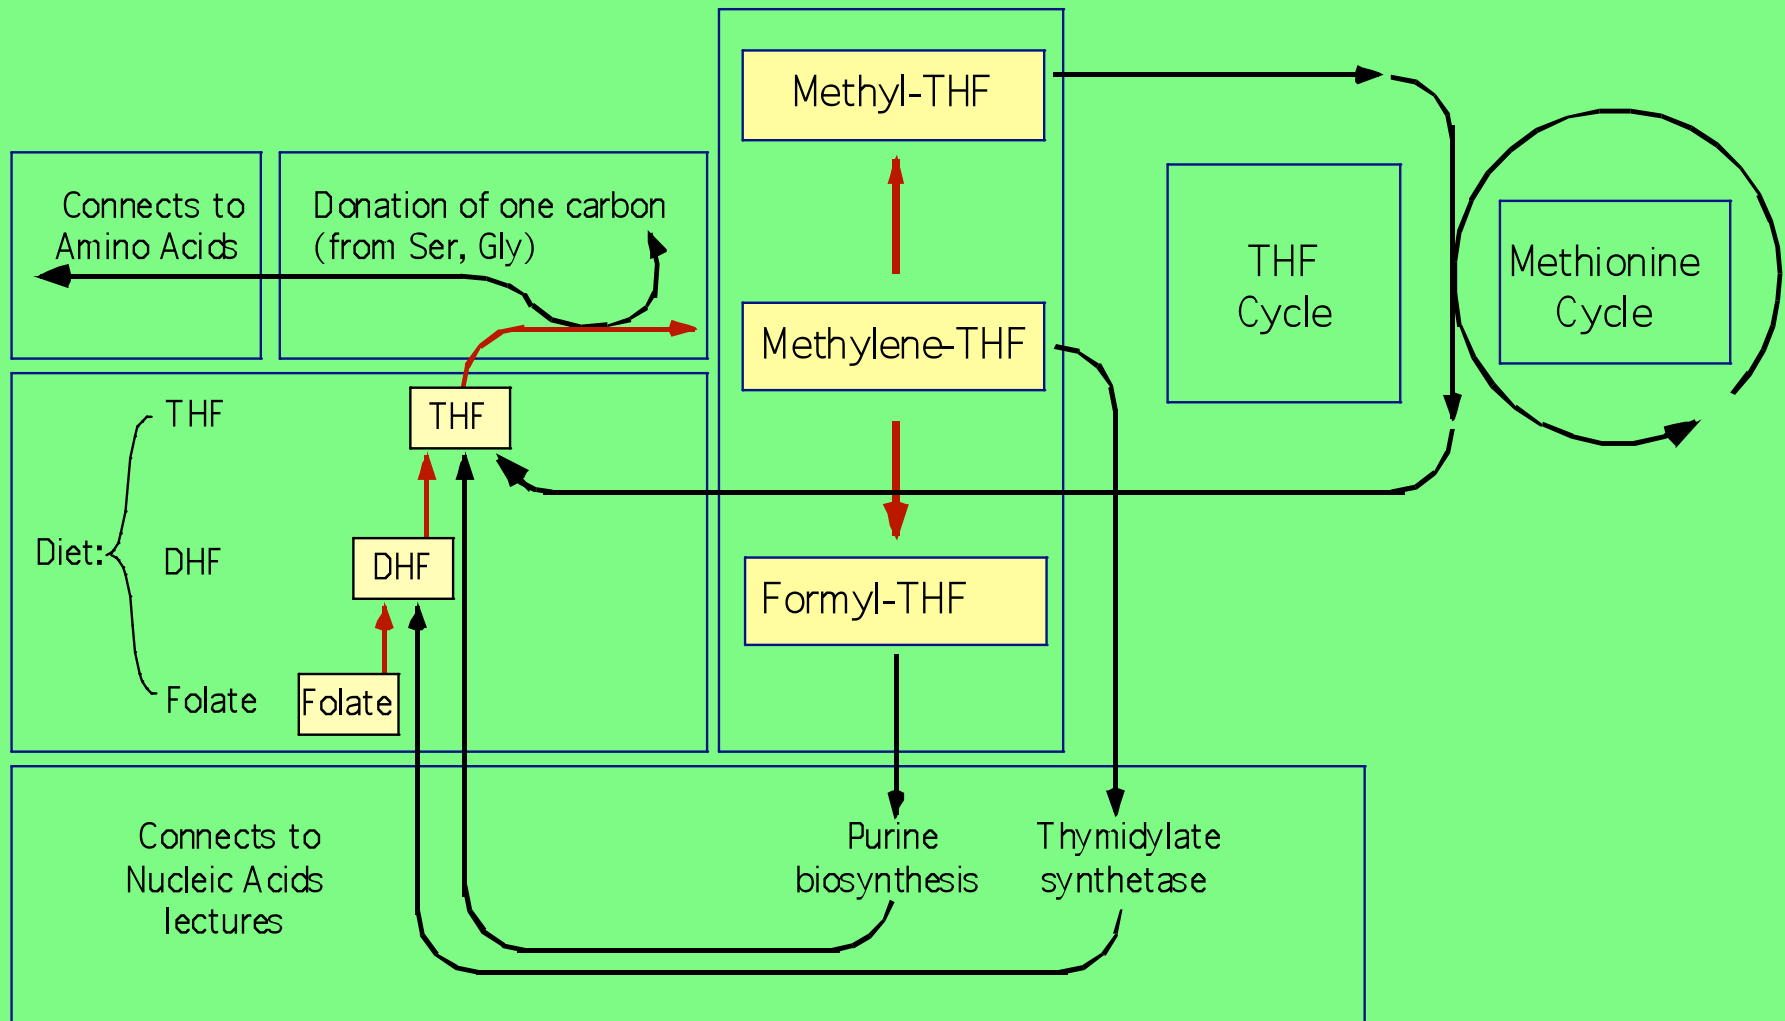 Methyl-THF
Connects to
Amino Acids
Donation of one carbon
(from Ser, Gly)
THF
Cycle
Methionine
Cycle
Methylene-THF
THF
THF
Diet:
DHF
DHF
Formyl-THF
Folate
Folate
Connects to
Nucleic Acids
lectures
Purine
biosynthesis
Thymidylate
synthetase